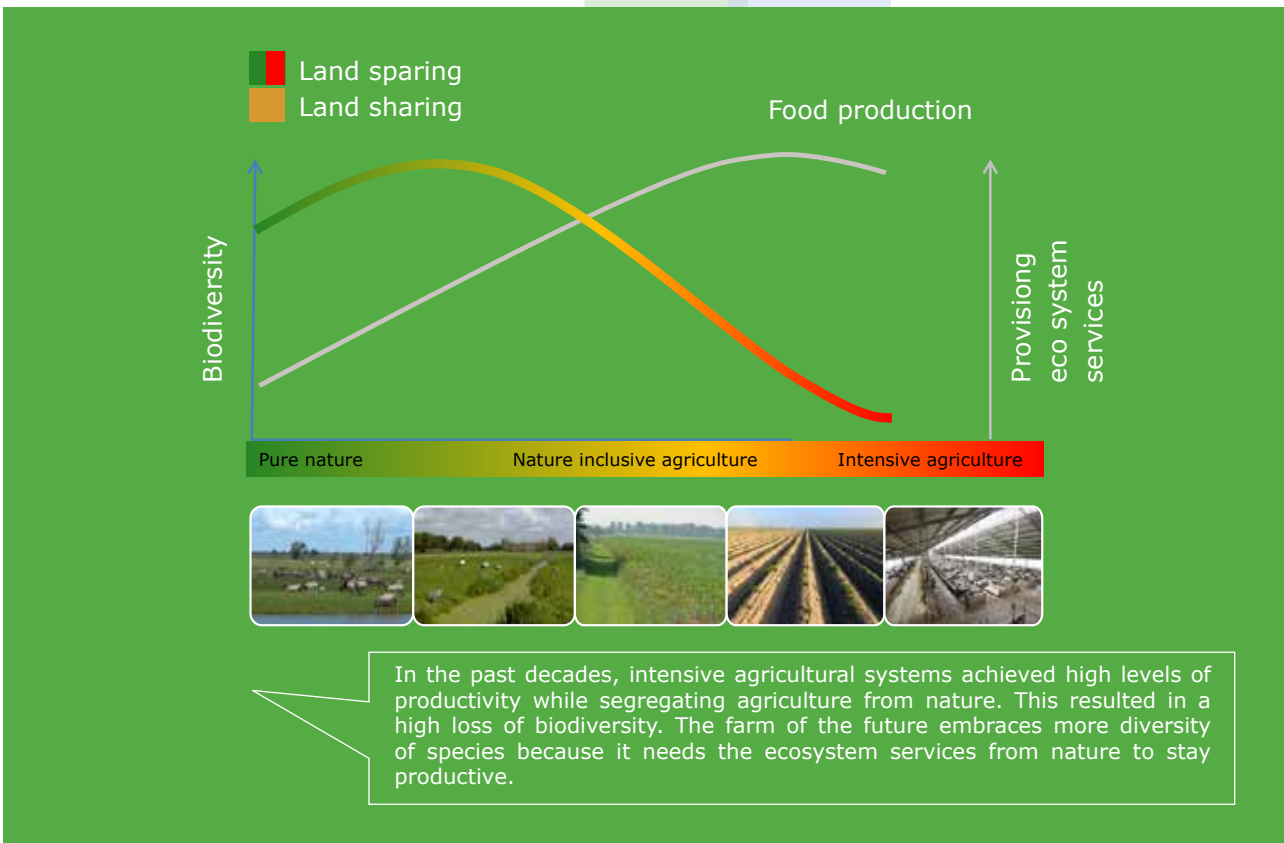 Land sparing
Land sharing
Food production
Biodiversity
Provisiong
eco system
services
Pure nature
Nature inclusive agriculture
Intensive agriculture
In the past decades, intensive agricultural systems achieved high levels of
productivity while segregating agriculture from nature. This resulted in a
high loss of biodiversity. The farm of the future embraces more diversity
of species because it needs the ecosystem services from nature to stay
productive.